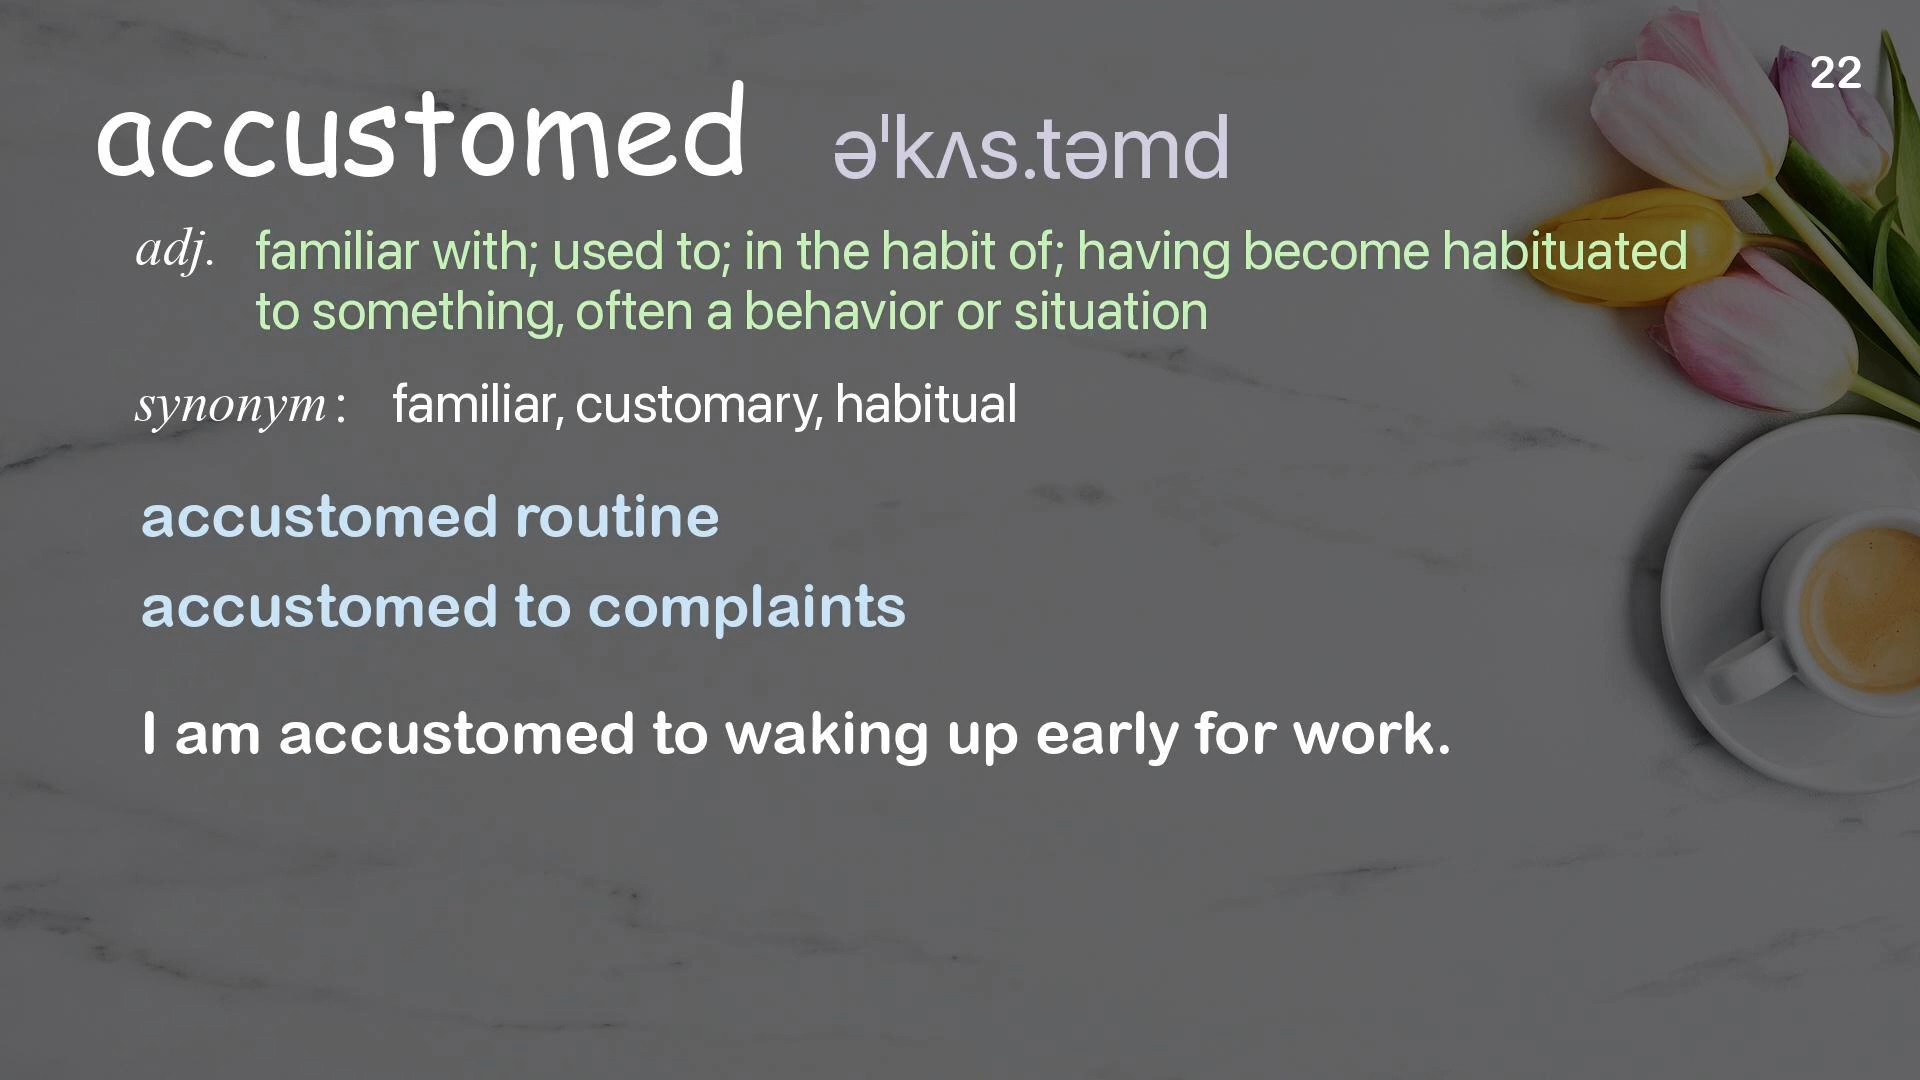 22
accustomed əˈkʌs.təmd
adj. familiar with; used to; in the habit of; having become habituated
to something, often a behavior or situation
synonym: familiar, customary, habitual
accustomed routine
accustomed to complaints
I am accustomed to waking up early for work.